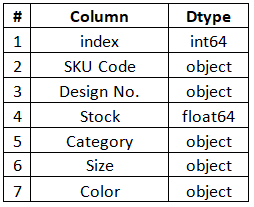 # Column Dtype
1 index int64
2 SKU Code object
3 Design No. object
4 Stock float64
5 Category object
6 Size object
7 Color object